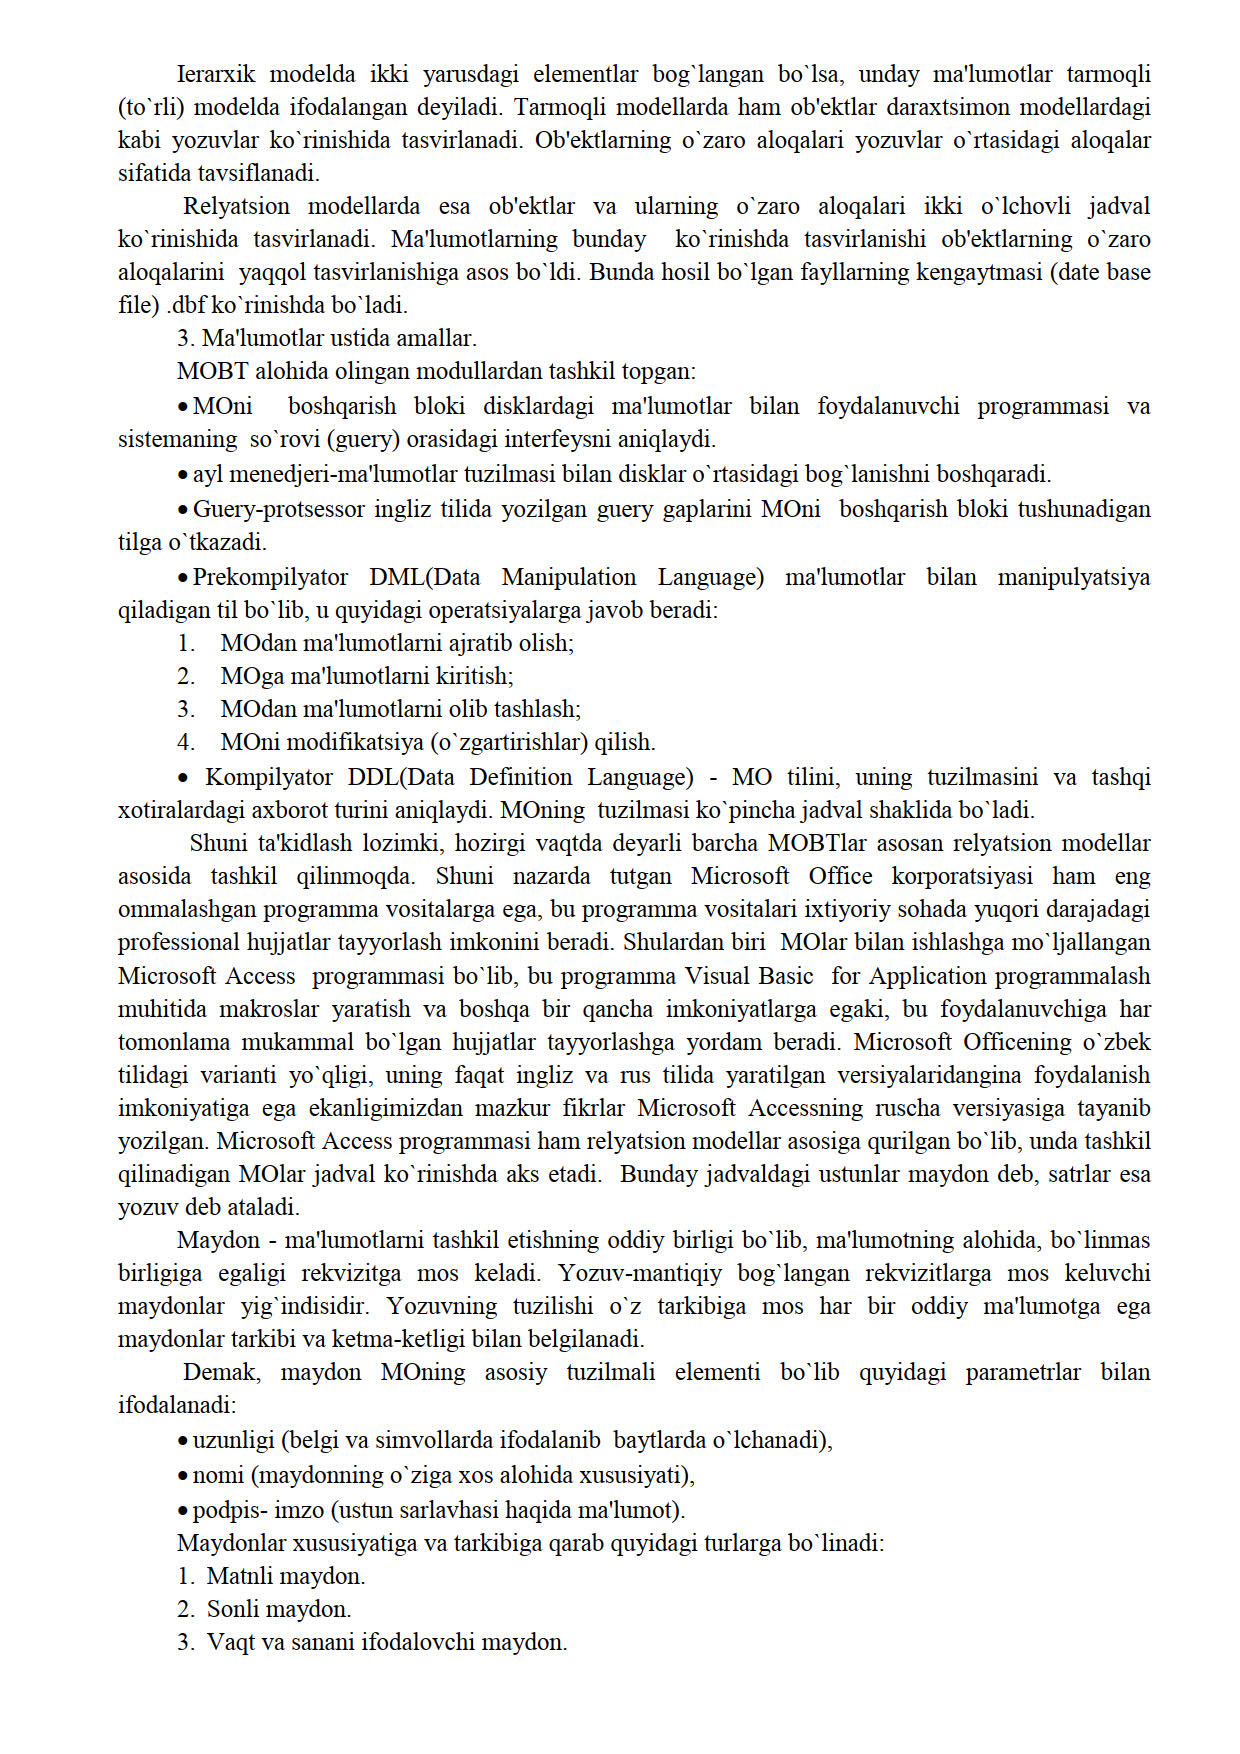 Ierarxik modelda ikki yarusdagi elementlar bog`langan bo`lsa, unday ma'lumotlar tarmoqli
(to`rli) modelda ifodalangan deyiladi. Tarmoqli modellarda ham ob'ektlar daraxtsimon modellardagi
kabi yozuvlar ko`rinishida tasvirlanadi. Ob'ektlarning o`zaro aloqalari yozuvlar o`rtasidagi aloqalar
sifatida tavsiflanadi.
Relyatsion modellarda esa ob'ektlar va ularning o`zaro aloqalari ikki o`lchovli jadval
ko`rinishida tasvirlanadi. Ma'lumotlarning bunday ko`rinishda tasvirlanishi ob'ektlarning o`zaro
aloqalarini yaqqol tasvirlanishiga asos bo`ldi. Bunda hosil bo`lgan fayllarning kengaytmasi (date base
file) .dbf ko`rinishda bo`ladi.
3. Ma'lumotlar ustida amallar.
MOBT alohida olingan modullardan tashkil topgan:
• MOni boshqarish bloki disklardagi ma'lumotlar bilan foydalanuvchi programmasi va
sistemaning so`rovi (guery) orasidagi interfeysni aniqlaydi.
• ayl menedjeri-ma'lumotlar tuzilmasi bilan disklar o`rtasidagi bog`lanishni boshqaradi.
• Guery-protsessor ingliz tilida yozilgan guery gaplarini MOni boshqarish bloki tushunadigan
tilga o`tkazadi.
• Prekompilyator DML(Data Manipulation Language) ma'lumotlar bilan manipulyatsiya
qiladigan til bo`lib, u quyidagi operatsiyalarga javob beradi:
1. MOdan ma'lumotlarni ajratib olish;
2. MOga ma'lumotlarni kiritish;
3. MOdan ma'lumotlarni olib tashlash;
4. MOni modifikatsiya (o`zgartirishlar) qilish.
• Kompilyator DDL(Data Definition Language) - MO tilini, uning tuzilmasini va tashqi
xotiralardagi axborot turini aniqlaydi. MOning tuzilmasi ko`pincha jadval shaklida bo`ladi.
Shuni ta'kidlash lozimki, hozirgi vaqtda deyarli barcha MOBTlar asosan relyatsion modellar
asosida tashkil qilinmoqda. Shuni nazarda tutgan Microsoft Office korporatsiyasi ham eng
ommalashgan programma vositalarga ega, bu programma vositalari ixtiyoriy sohada yuqori darajadagi
professional hujjatlar tayyorlash imkonini beradi. Shulardan biri MOlar bilan ishlashga mo`ljallangan
Microsoft Access programmasi bo`lib, bu programma Visual Basic for Application programmalash
muhitida makroslar yaratish va boshqa bir qancha imkoniyatlarga egaki, bu foydalanuvchiga har
tomonlama mukammal bo`lgan hujjatlar tayyorlashga yordam beradi. Microsoft Officening o`zbek
tilidagi varianti yo`qligi, uning faqat ingliz va rus tilida yaratilgan versiyalaridangina foydalanish
imkoniyatiga ega ekanligimizdan mazkur fikrlar Microsoft Accessning ruscha versiyasiga tayanib
yozilgan. Microsoft Access programmasi ham relyatsion modellar asosiga qurilgan bo`lib, unda tashkil
qilinadigan MOlar jadval ko`rinishda aks etadi. Bunday jadvaldagi ustunlar maydon deb, satrlar esa
yozuv deb ataladi.
Maydon - ma'lumotlarni tashkil etishning oddiy birligi bo`lib, ma'lumotning alohida, bo`linmas
birligiga egaligi rekvizitga mos keladi. Yozuv-mantiqiy bog`langan rekvizitlarga mos keluvchi
maydonlar yig`indisidir. Yozuvning tuzilishi o`z tarkibiga mos har bir oddiy ma'lumotga ega
maydonlar tarkibi va ketma-ketligi bilan belgilanadi.
Demak, maydon MOning asosiy tuzilmali elementi bo`lib quyidagi parametrlar bilan
ifodalanadi:
• uzunligi (belgi va simvollarda ifodalanib baytlarda o`lchanadi),
• nomi (maydonning o`ziga xos alohida xususiyati),
• podpis- imzo (ustun sarlavhasi haqida ma'lumot).
Maydonlar xususiyatiga va tarkibiga qarab quyidagi turlarga bo`linadi:
1. Matnli maydon.
2. Sonli maydon.
3. Vaqt va sanani ifodalovchi maydon.